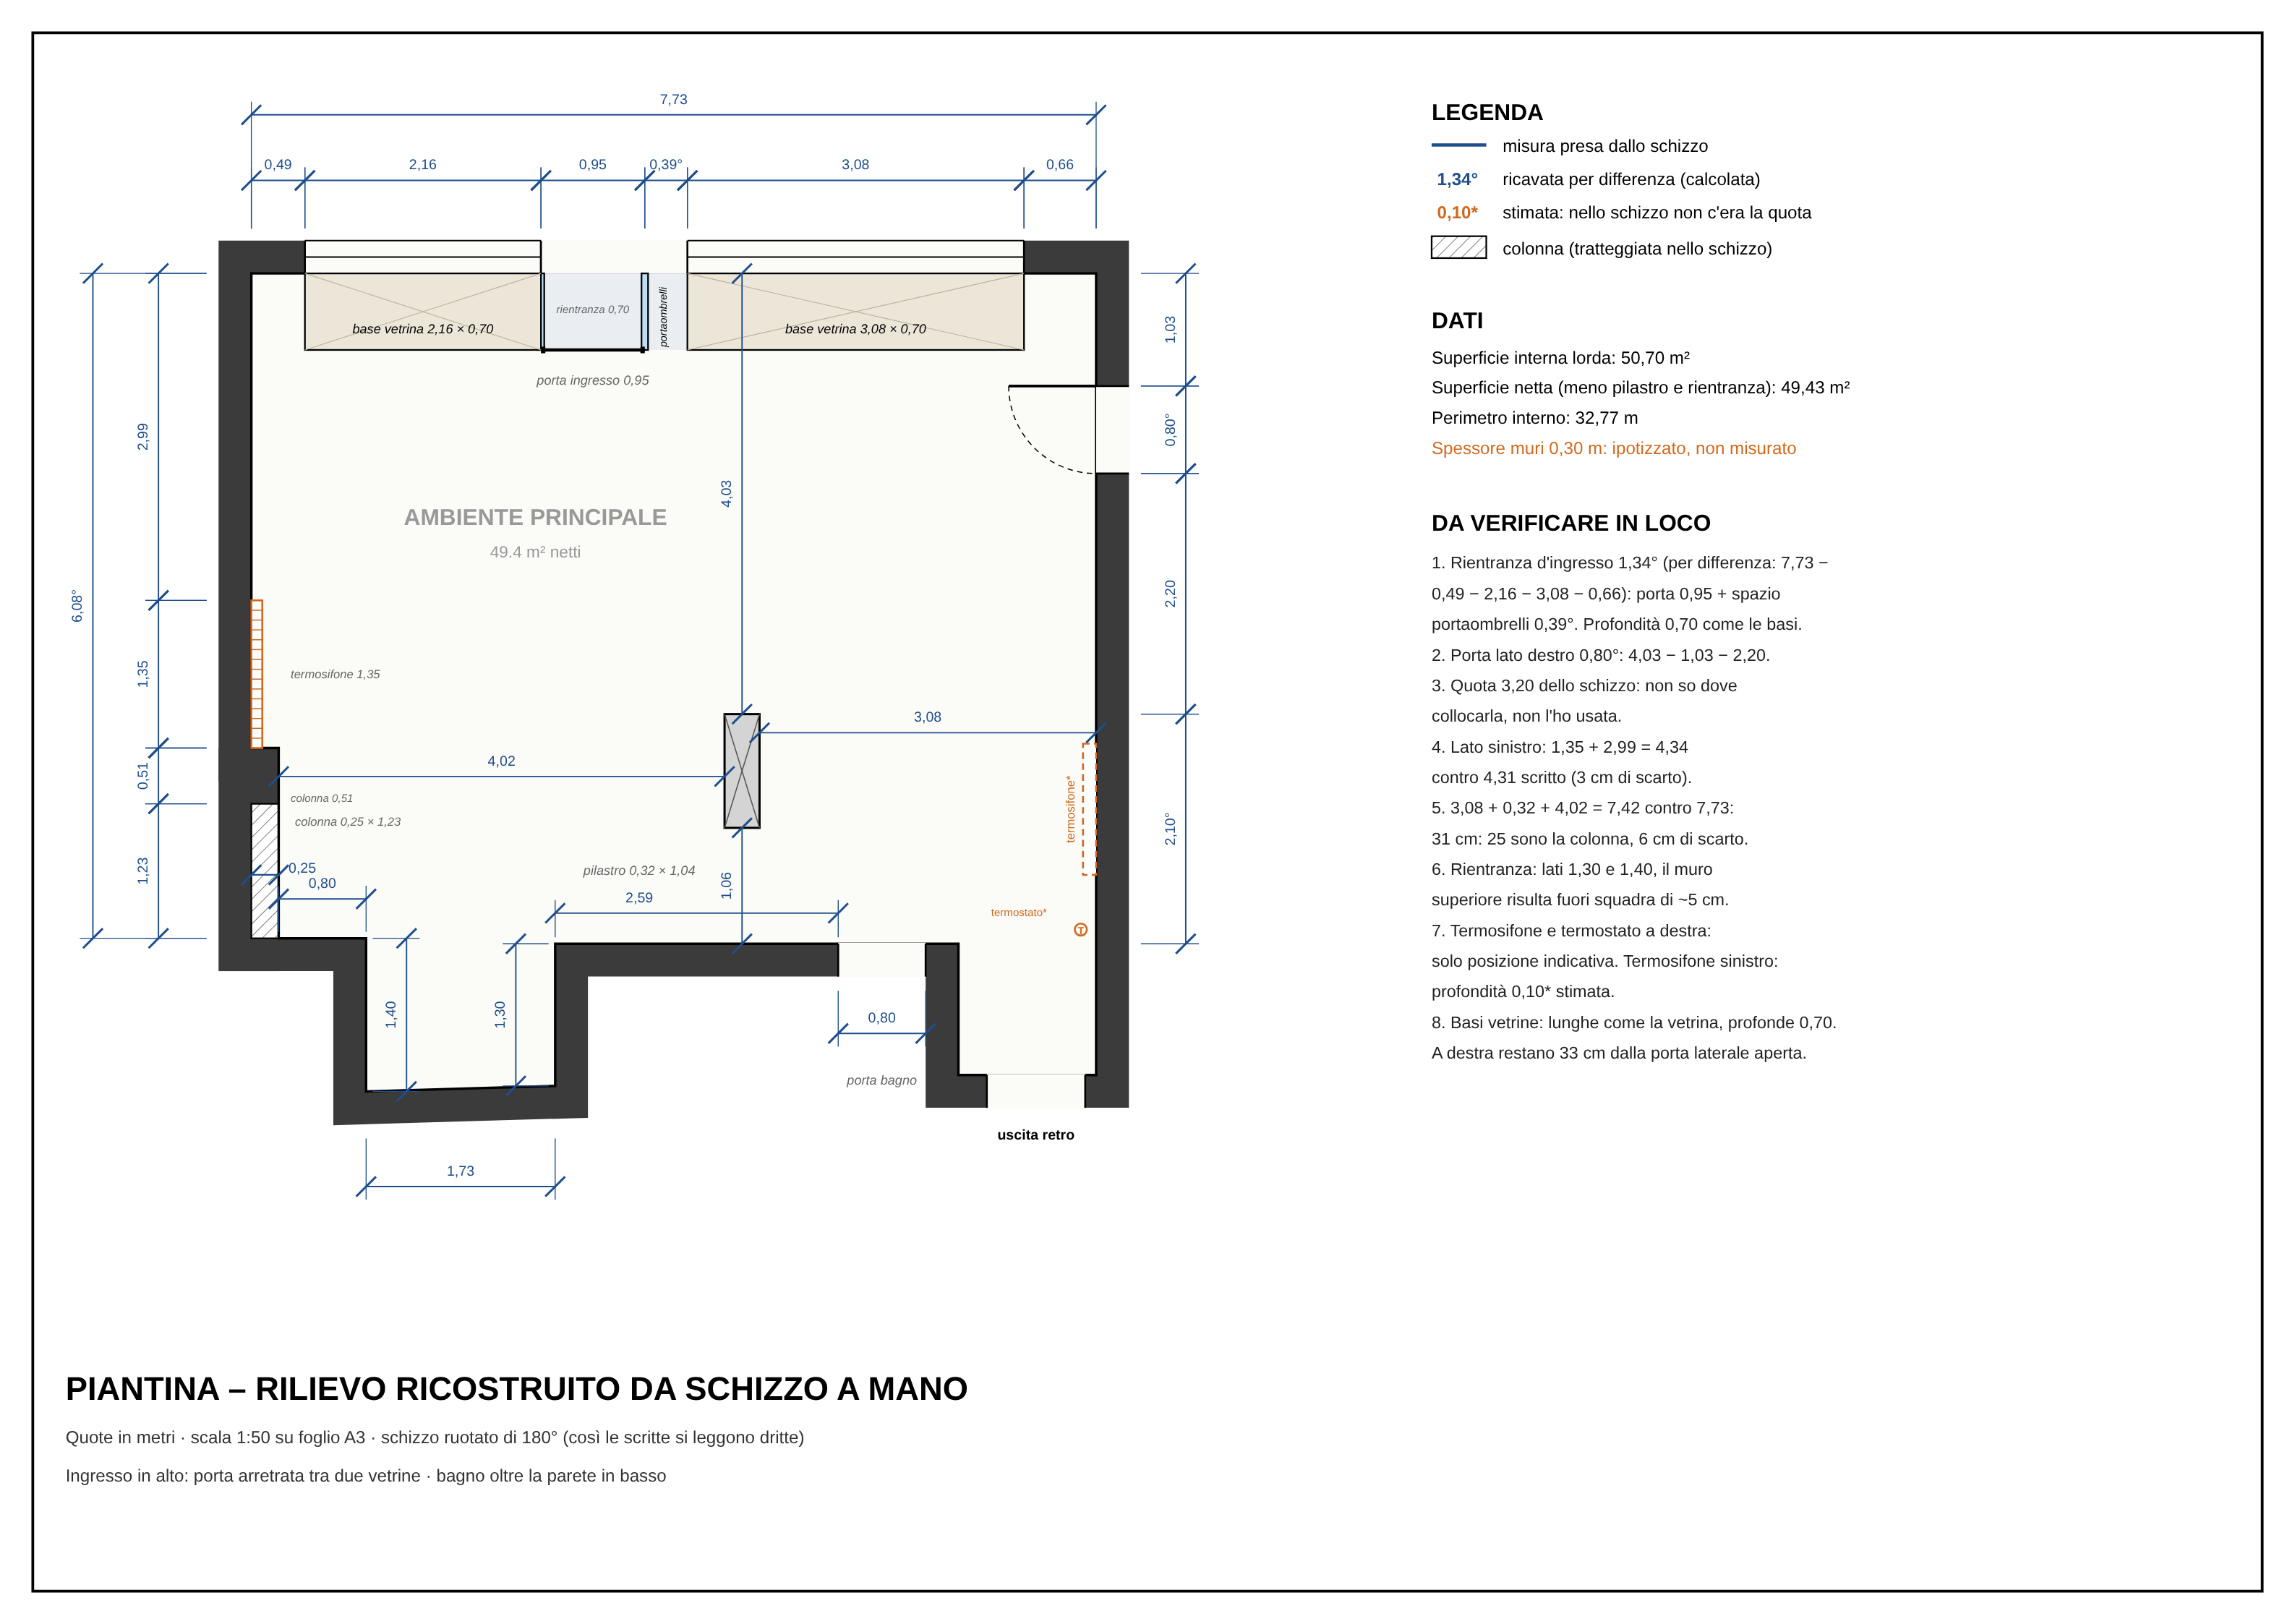 7,73
0,49
2,16
0,95
0,39°
3,08
0,66
base vetrina 2,16 × 0,70
rientranza 0,70
portaombrelli
base vetrina 3,08 × 0,70
porta ingresso 0,95
1,03
0,80°
2,99
4,03
AMBIENTE PRINCIPALE
49.4 m² netti
6,08°
2,20
1,35
termosifone 1,35
3,08
4,02
0,51
colonna 0,51
colonna 0,25 × 1,23
termosifone*
2,10°
1,23
0,25
0,80
pilastro 0,32 × 1,04
1,06
2,59
termostato*
T
1,40
1,30
0,80
porta bagno
uscita retro
1,73
LEGENDA
misura presa dallo schizzo
1,34° ricavata per differenza (calcolata)
0,10* stimata: nello schizzo non c'era la quota
colonna (tratteggiata nello schizzo)
DATI
Superficie interna lorda: 50,70 m²
Superficie netta (meno pilastro e rientranza): 49,43 m²
Perimetro interno: 32,77 m
Spessore muri 0,30 m: ipotizzato, non misurato
DA VERIFICARE IN LOCO
1. Rientranza d'ingresso 1,34° (per differenza: 7,73 −
0,49 − 2,16 − 3,08 − 0,66): porta 0,95 + spazio
portaombrelli 0,39°. Profondità 0,70 come le basi.
2. Porta lato destro 0,80°: 4,03 − 1,03 − 2,20.
3. Quota 3,20 dello schizzo: non so dove
collocarla, non l'ho usata.
4. Lato sinistro: 1,35 + 2,99 = 4,34
contro 4,31 scritto (3 cm di scarto).
5. 3,08 + 0,32 + 4,02 = 7,42 contro 7,73:
31 cm: 25 sono la colonna, 6 cm di scarto.
6. Rientranza: lati 1,30 e 1,40, il muro
superiore risulta fuori squadra di ~5 cm.
7. Termosifone e termostato a destra:
solo posizione indicativa. Termosifone sinistro:
profondità 0,10* stimata.
8. Basi vetrine: lunghe come la vetrina, profonde 0,70.
A destra restano 33 cm dalla porta laterale aperta.
PIANTINA – RILIEVO RICOSTRUITO DA SCHIZZO A MANO
Quote in metri · scala 1:50 su foglio A3 · schizzo ruotato di 180° (così le scritte si leggono dritte)
Ingresso in alto: porta arretrata tra due vetrine · bagno oltre la parete in basso